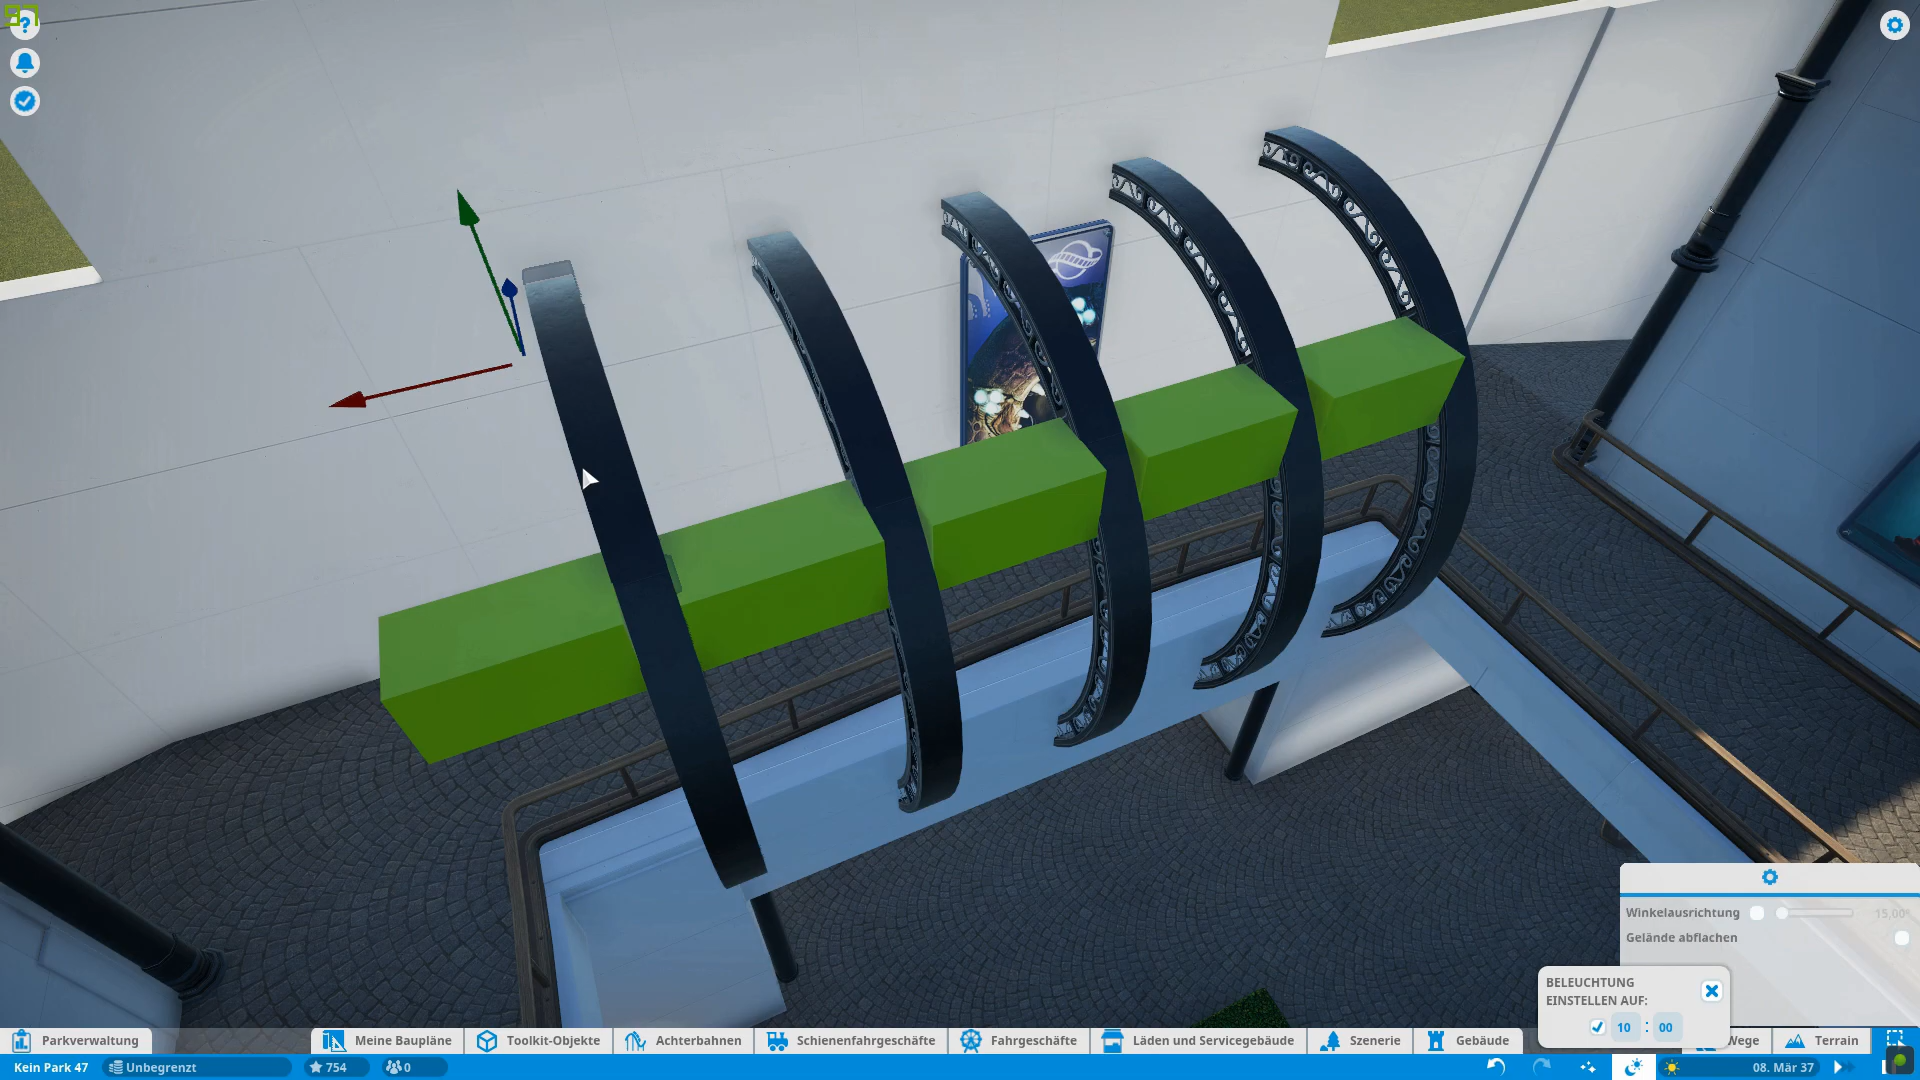 97
?
Winkelausrichtung 15,00°
Gelände abflachen
BELEUCHTUNG
EINSTELLEN AUF:
10 : 00
Parkverwaltung
Meine Baupläne
Toolkit-Objekte
Achterbahnen
Schienenfahrgeschäfte
Fahrgeschäfte
Läden und Servicegebäude
Szenerie
Gebäude
Wege
Terrain
Kein Park 47
Unbegrenzt
754
0
08. Mär 37